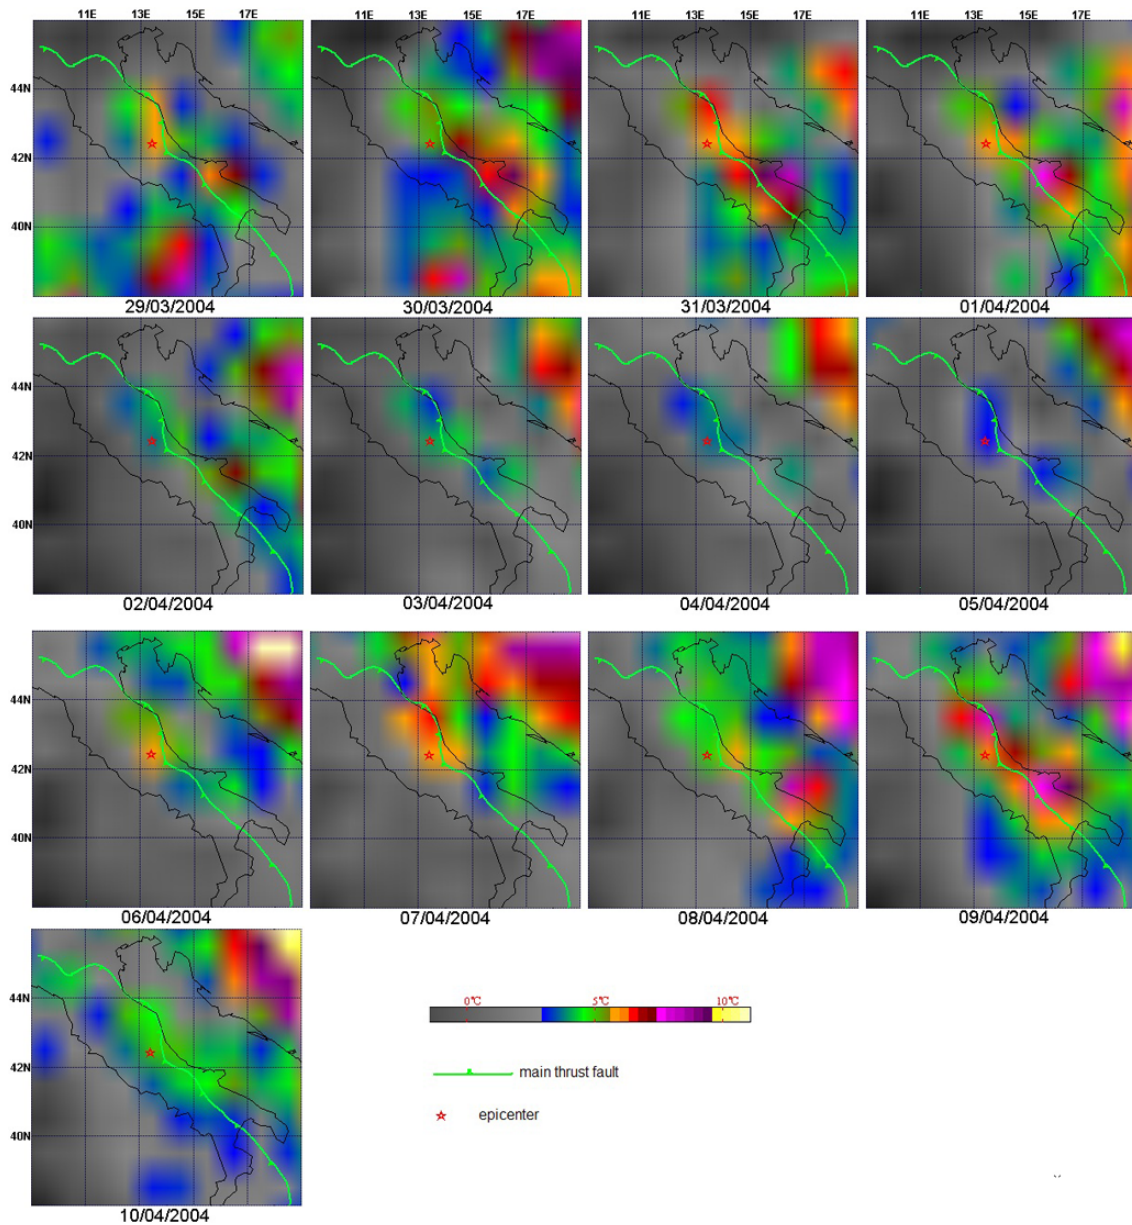 11E 13E 15E 17E 11E 13E 15E 17E 11E 13E 15E 17E 11E 13E 15E 17E
44N
42N
40N
29/03/2004 30/03/2004 31/03/2004 01/04/2004
44N
42N
40N
02/04/2004 03/04/2004 04/04/2004 05/04/2004
44N
42N
40N
06/04/2004 07/04/2004 08/04/2004 09/04/2004
44N
42N
40N
10/04/2004
0°C 5°C 10°C
main thrust fault
epicenter